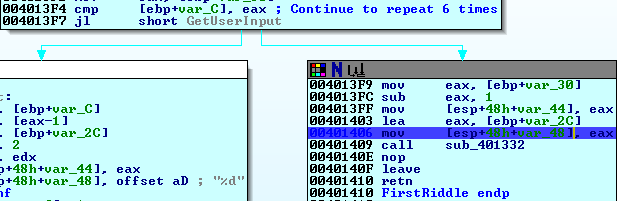 004013F4 cmp [ebp+var_C], eax ; Continue to repeat 6 times
004013F7 jl short GetUserInput
t:
, [ebp+var_C]
, [eax-1]
, [ebp+var_2C]
, 2
, edx
+48h+var_44], eax
+48h+var_48], offset aD ; "%d"
nf
004013F9 mov eax, [ebp+var_30]
004013FC sub eax, 1
004013FF mov [esp+48h+var_44], eax
00401403 lea eax, [ebp+var_2C]
00401406 mov [esp+48h+var_48], eax
00401409 call sub_401332
0040140E nop
0040140F leave
00401410 retn
00401410 FirstRiddle endp